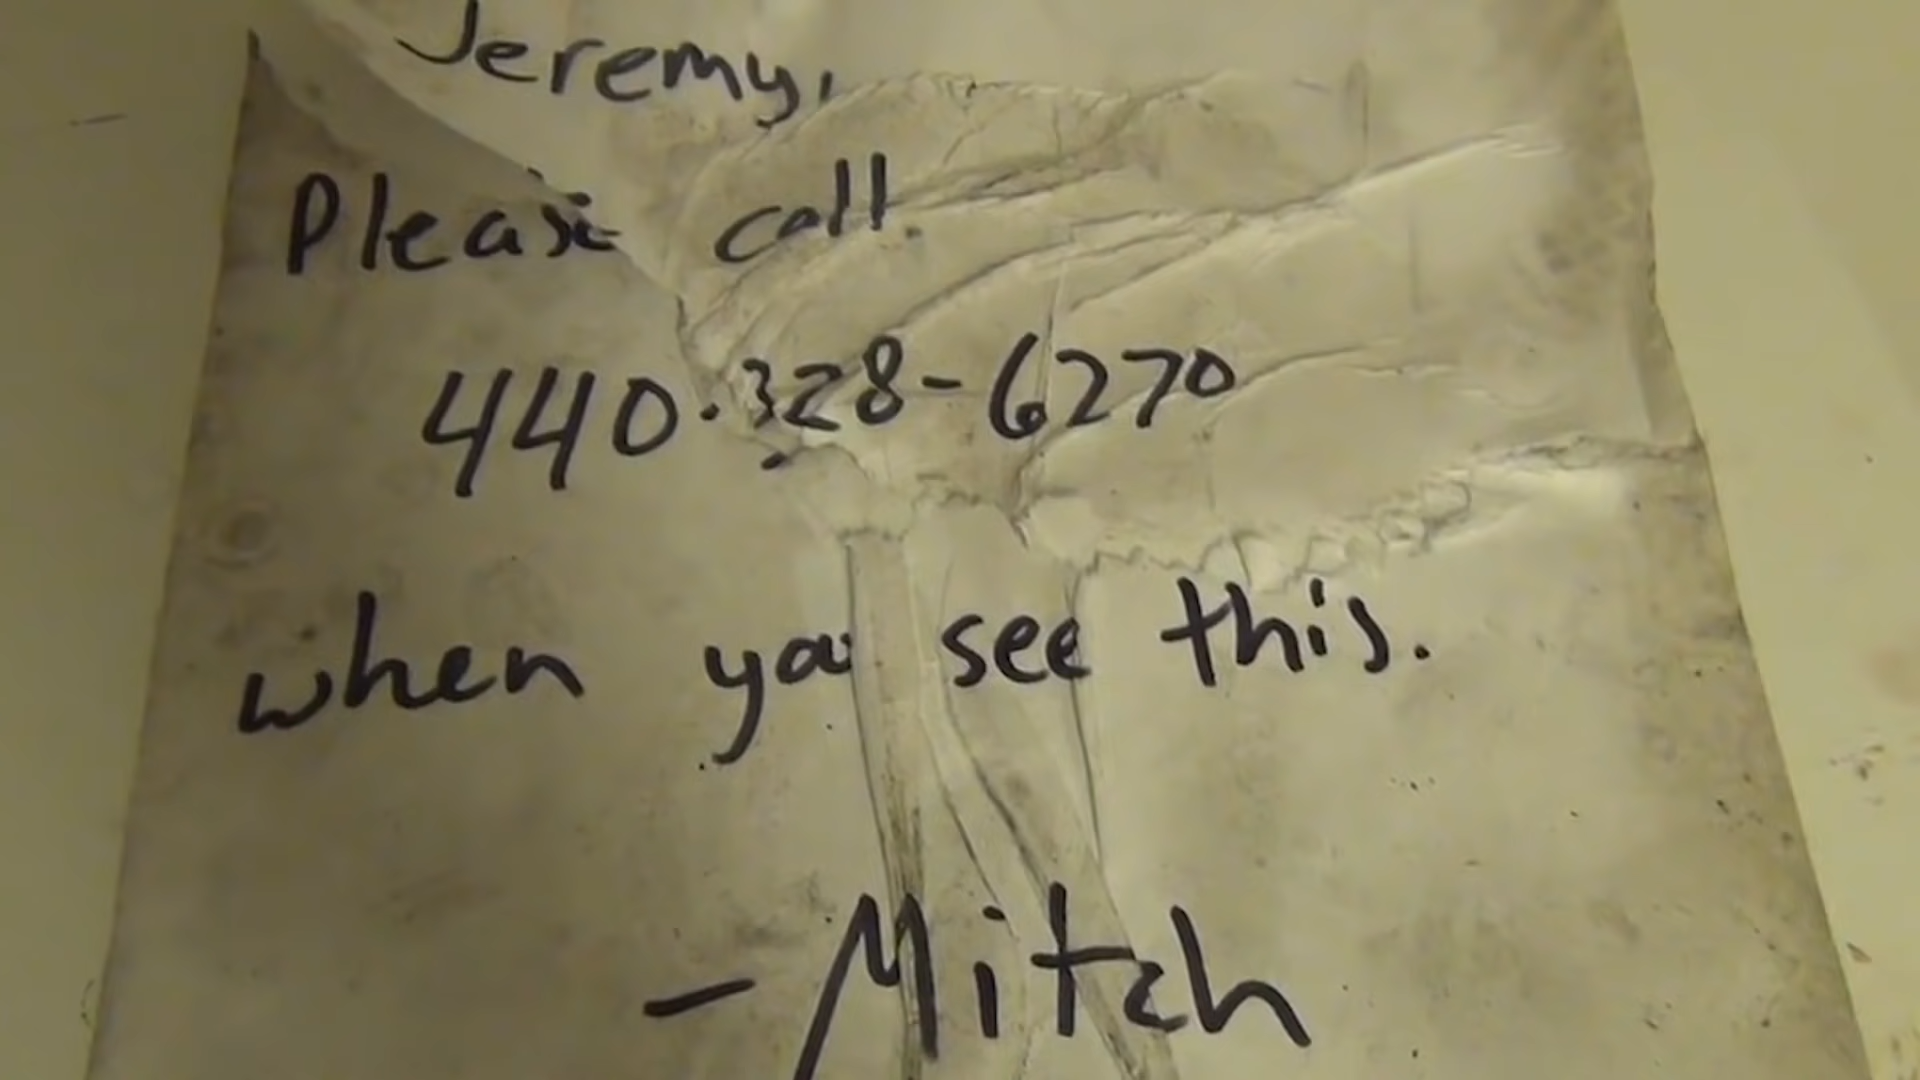 Jeremy,
Please call.
440-328-6270
when you see this.
-Mitch